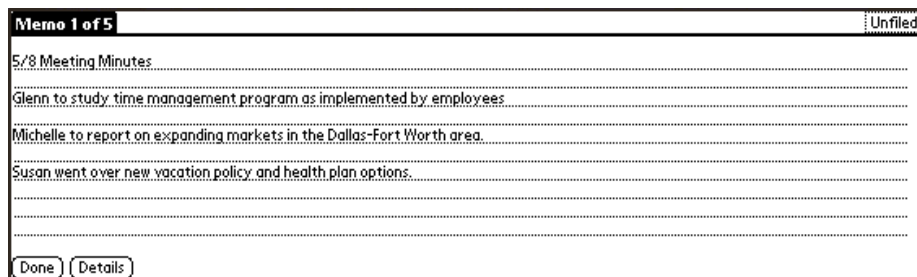 Memo 1 of 5
Unfiled
5/8 Meeting Minutes
Glenn to study time management program as implemented by employees
Michelle to report on expanding markets in the Dallas-Fort Worth area.
Susan went over new vacation policy and health plan options.
Done Details